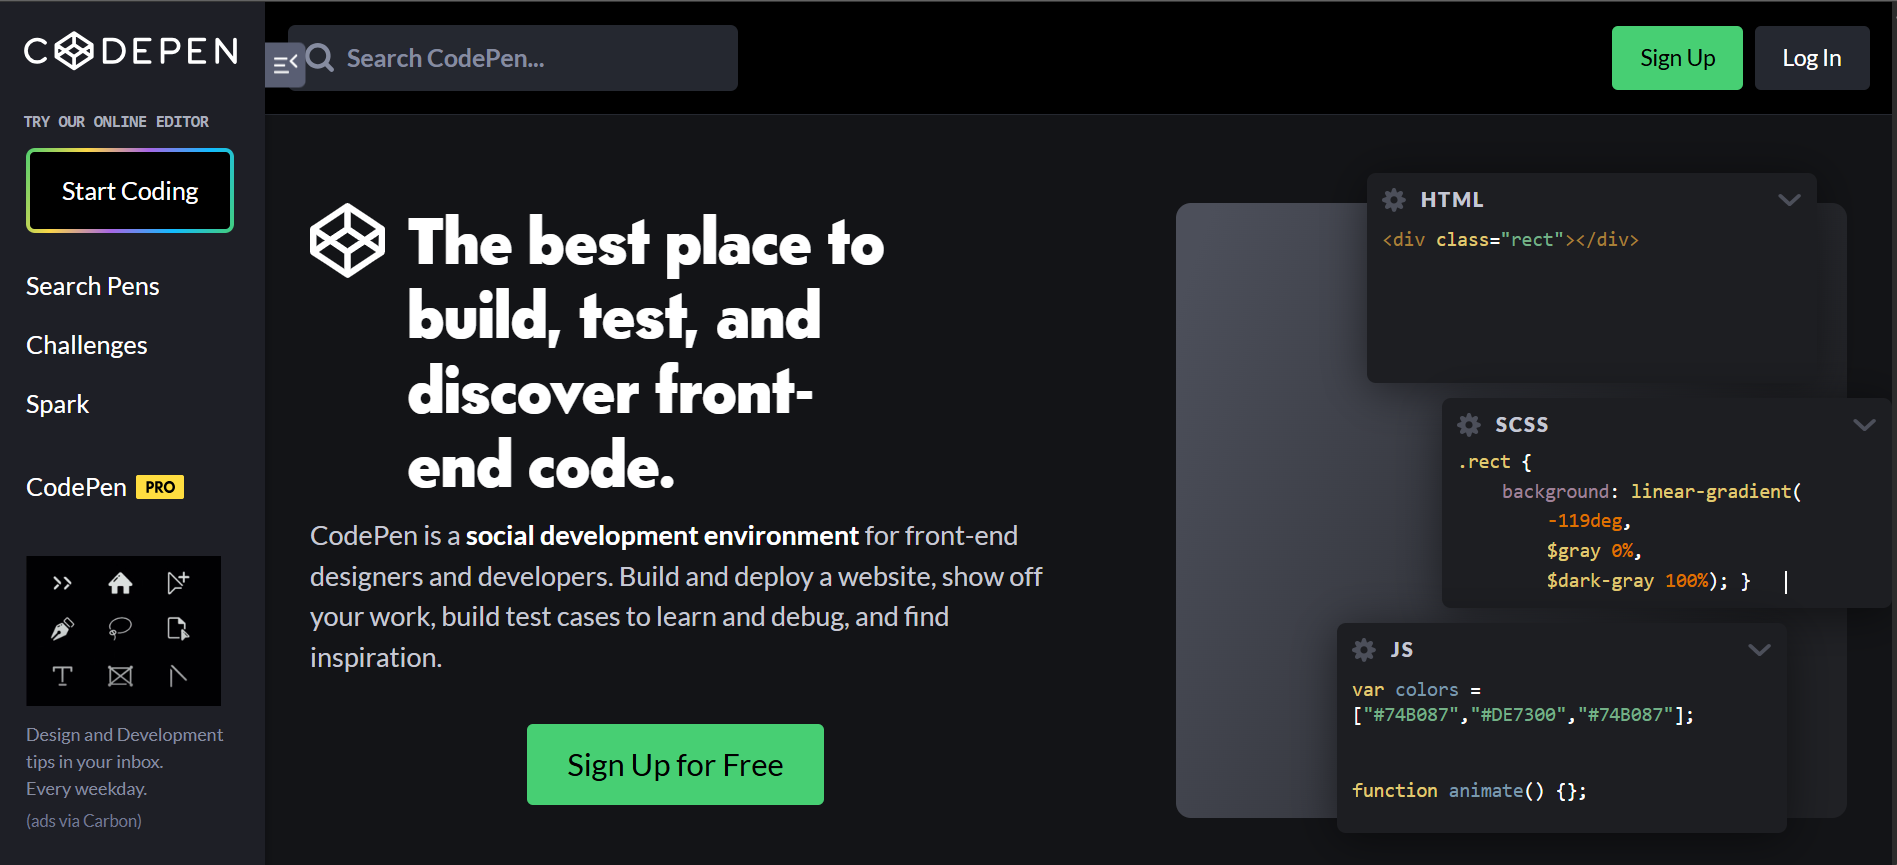 CODEPEN
TRY OUR ONLINE EDITOR
Start Coding
Search Pens
Challenges
Spark
CodePen PRO
Design and Development
tips in your inbox.
Every weekday.
(ads via Carbon)
Search CodePen...
Sign Up
Log In
The best place to
build, test, and
discover front-
end code.
CodePen is a social development environment for front-end
designers and developers. Build and deploy a website, show off
your work, build test cases to learn and debug, and find
inspiration.
Sign Up for Free
HTML
<div class="rect"></div>
SCSS
.rect {
background: linear-gradient(
-119deg,
$gray 0%,
$dark-gray 100%); }
JS
var colors =
["#74B087","#DE7300","#74B087"];
function animate() {};